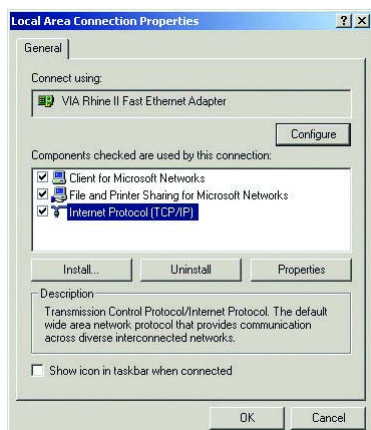 Local Area Connection Properties
General
Connect using:
VIA Rhine II Fast Ethernet Adapter
Configure
Components checked are used by this connection:
Client for Microsoft Networks
File and Printer Sharing for Microsoft Networks
Internet Protocol (TCP/IP)
Install... Uninstall Properties
Description
Transmission Control Protocol/Internet Protocol. The default
wide area network protocol that provides communication
across diverse interconnected networks.
Show icon in taskbar when connected
OK Cancel